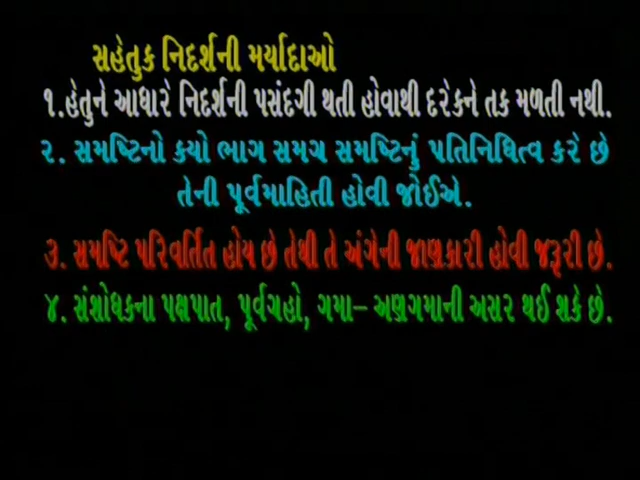 સહેતુક નિદર્શની મર્યાદાઓ
૧.હેતુને આધારે નિદર્શની પસંદગી થતી હોવાથી દરેકને તક મળતી નથી.
૨. સમષ્ટિનો કયો ભાગ સમગ્ર સમષ્ટિનું પ્રતિનિધિત્વ કરે છે
તેની પૂર્વમાહિતી હોવી જોઈએ.
૩. સમષ્ટિ પરિવર્તિત હોય છે તેથી તે અંગેની જાણકારી હોવી જરૂરી છે.
૪. સંશોધકના પક્ષપાત, પૂર્વગ્રહો, ગમા– અણગમાની અસર થઈ શકે છે.